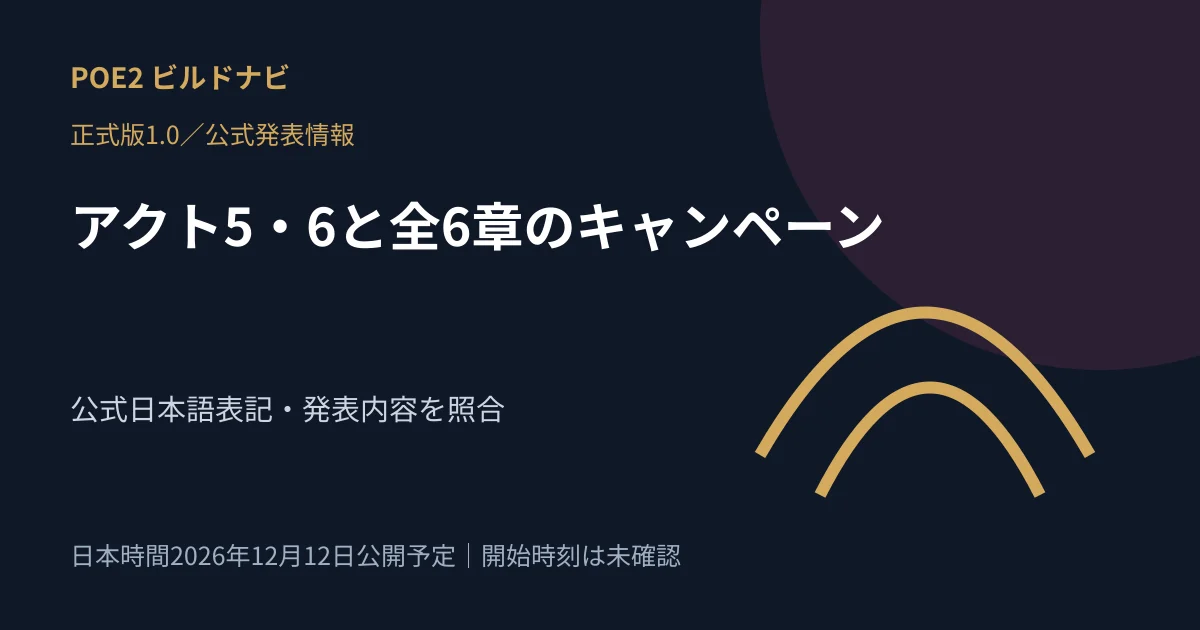 POE2 ビルドナビ
正式版1.0／公式発表情報
アクト5・6と全6章のキャンペーン
公式日本語表記・発表内容を照合
日本時間2026年12月12日公開予定｜開始時刻は未確認